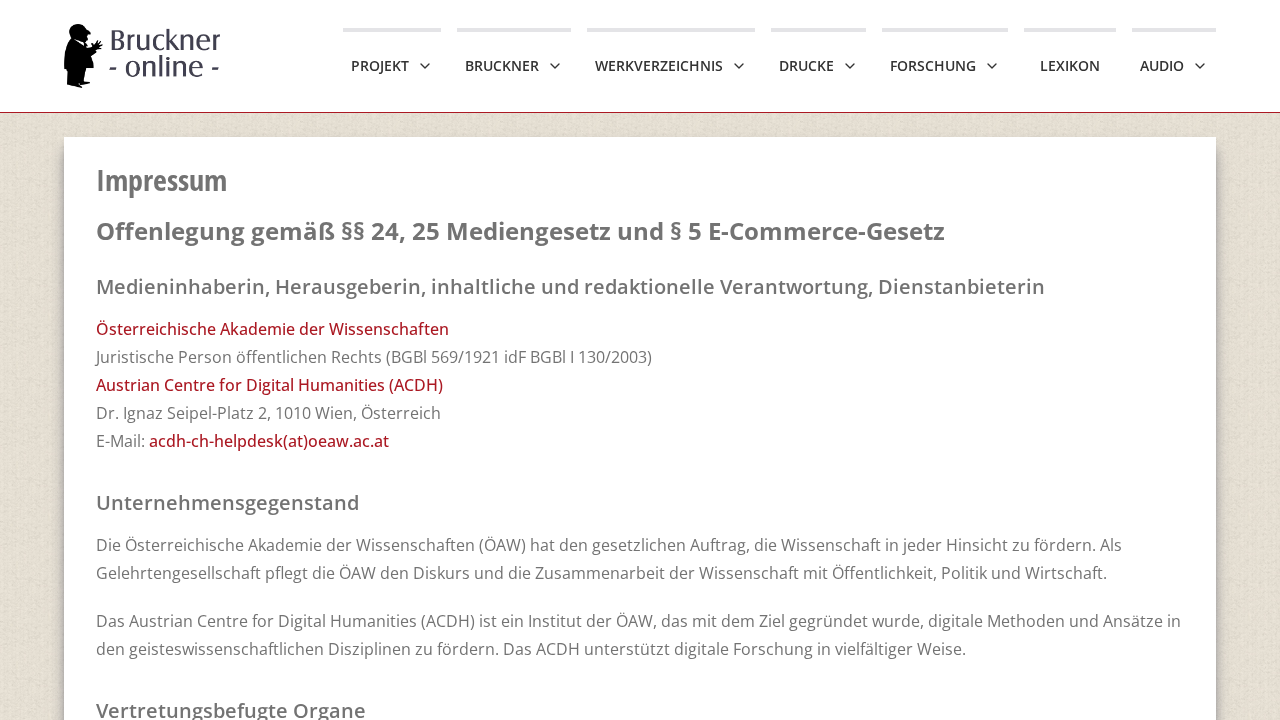 Bruckner
- online -
PROJEKT
BRUCKNER
WERKVERZEICHNIS
DRUCKE
FORSCHUNG
LEXIKON
AUDIO
Impressum
Offenlegung gemäß §§ 24, 25 Mediengesetz und § 5 E-Commerce-Gesetz
Medieninhaberin, Herausgeberin, inhaltliche und redaktionelle Verantwortung, Dienstanbieterin
Österreichische Akademie der Wissenschaften
Juristische Person öffentlichen Rechts (BGBl 569/1921 idF BGBl I 130/2003)
Austrian Centre for Digital Humanities (ACDH)
Dr. Ignaz Seipel-Platz 2, 1010 Wien, Österreich
E-Mail: acdh-ch-helpdesk(at)oeaw.ac.at
Unternehmensgegenstand
Die Österreichische Akademie der Wissenschaften (ÖAW) hat den gesetzlichen Auftrag, die Wissenschaft in jeder Hinsicht zu fördern. Als
Gelehrtengesellschaft pflegt die ÖAW den Diskurs und die Zusammenarbeit der Wissenschaft mit Öffentlichkeit, Politik und Wirtschaft.
Das Austrian Centre for Digital Humanities (ACDH) ist ein Institut der ÖAW, das mit dem Ziel gegründet wurde, digitale Methoden und Ansätze in
den geisteswissenschaftlichen Disziplinen zu fördern. Das ACDH unterstützt digitale Forschung in vielfältiger Weise.
Vertretungsbefugte Organe